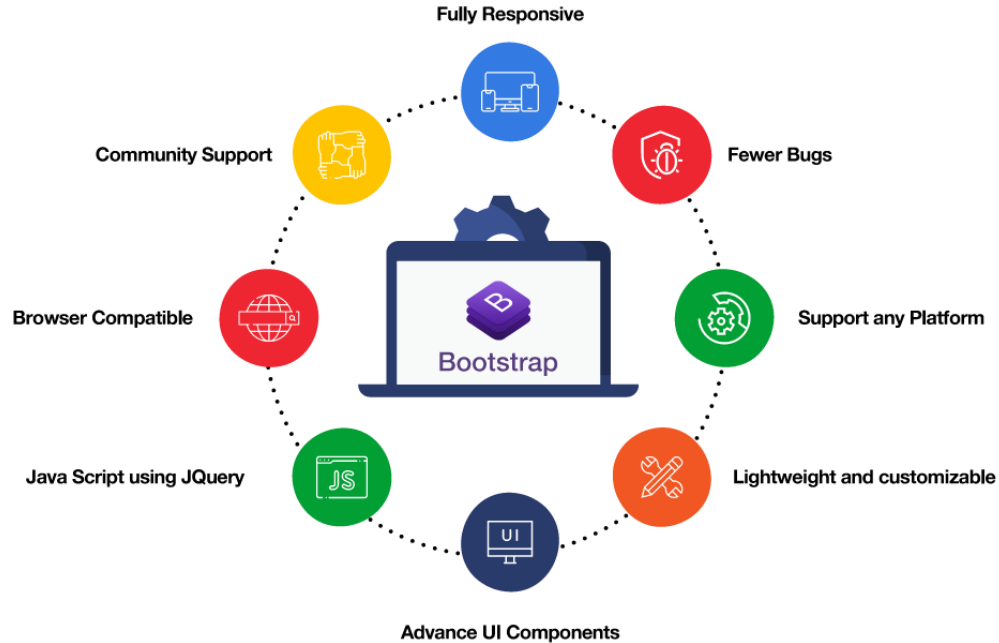 Fully Responsive
Community Support
Fewer Bugs
B
Browser Compatible
Bootstrap
Support any Platform
Java Script using JQuery
JS
Lightweight and customizable
UI
Advance UI Components